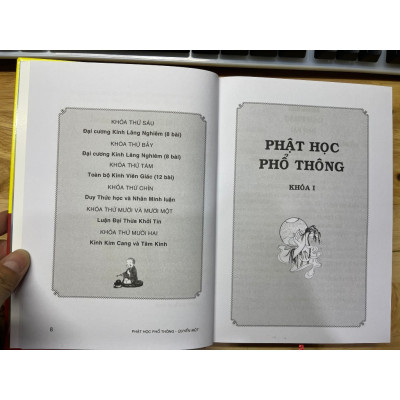 KHÓA THỨ SÁU
Đại cương Kinh Lăng Nghiêm (8 bài)
KHÓA THỨ BẢY
Đại cương Kinh Lăng Nghiêm (9 bài)
KHÓA THỨ TÁM
Toàn bộ Kinh Viên Giác (12 bài)
KHÓA THỨ CHÍN
Duy Thức học và Nhân Minh luận
KHÓA THỨ MƯỜI VÀ MƯỜI MỘT
Luận Đại Thừa Khởi Tín
KHÓA THỨ MƯỜI HAI
Kinh Kim Cang và Tâm Kinh
8
PHẬT HỌC PHỔ THÔNG - QUYỂN MỘT
PHẬT HỌC
PHỔ THÔNG
KHÓA I